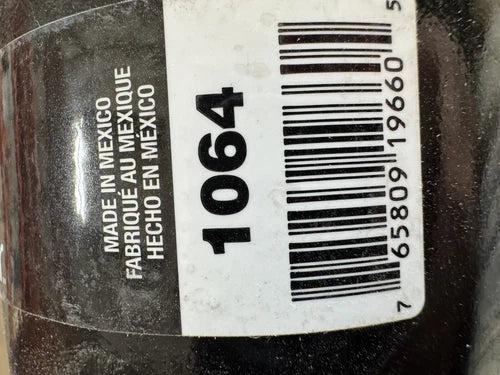 MADE IN MEXICO
FABRIQUÉ AU MEXIQUE
HECHO EN MÉXICO
1064
7 65809 19660 5